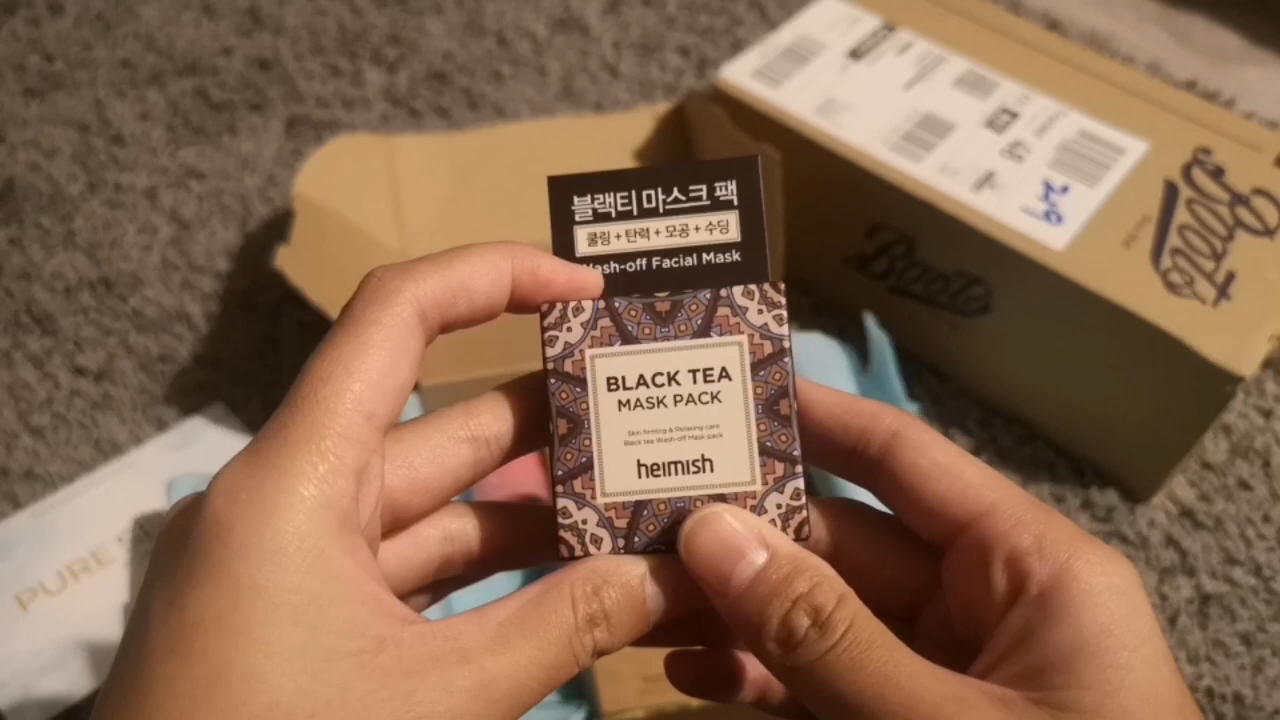 블랙티 마스크 팩
쿨링 + 탄력 + 모공 + 수딩
Wash-off Facial Mask
BLACK TEA
MASK PACK
Skin firming & Relaxing care
Black tea Wash-off Mask pack
heimish
Boots
Boots
PURE